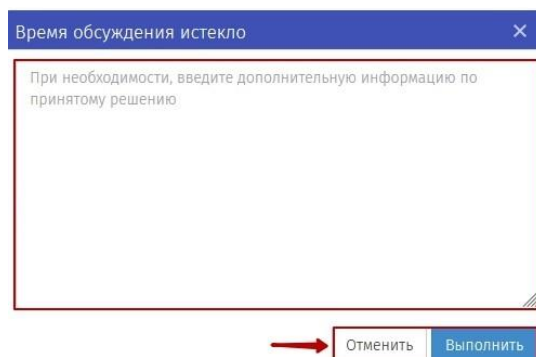 Время обсуждения истекло
При необходимости, введите дополнительную информацию по
принятому решению
Отменить Выполнить